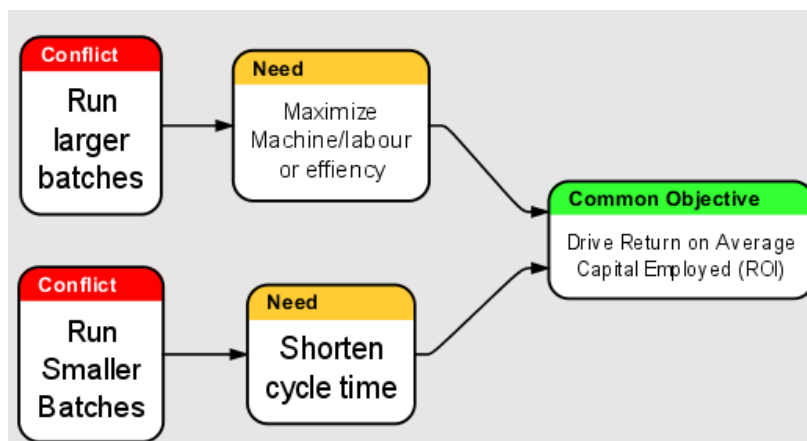 Conflict
Run
larger
batches
Need
Maximize
Machine/labour
or effiency
Common Objective
Drive Return on Average
Capital Employed (ROI)
Conflict
Run
Smaller
Batches
Need
Shorten
cycle time